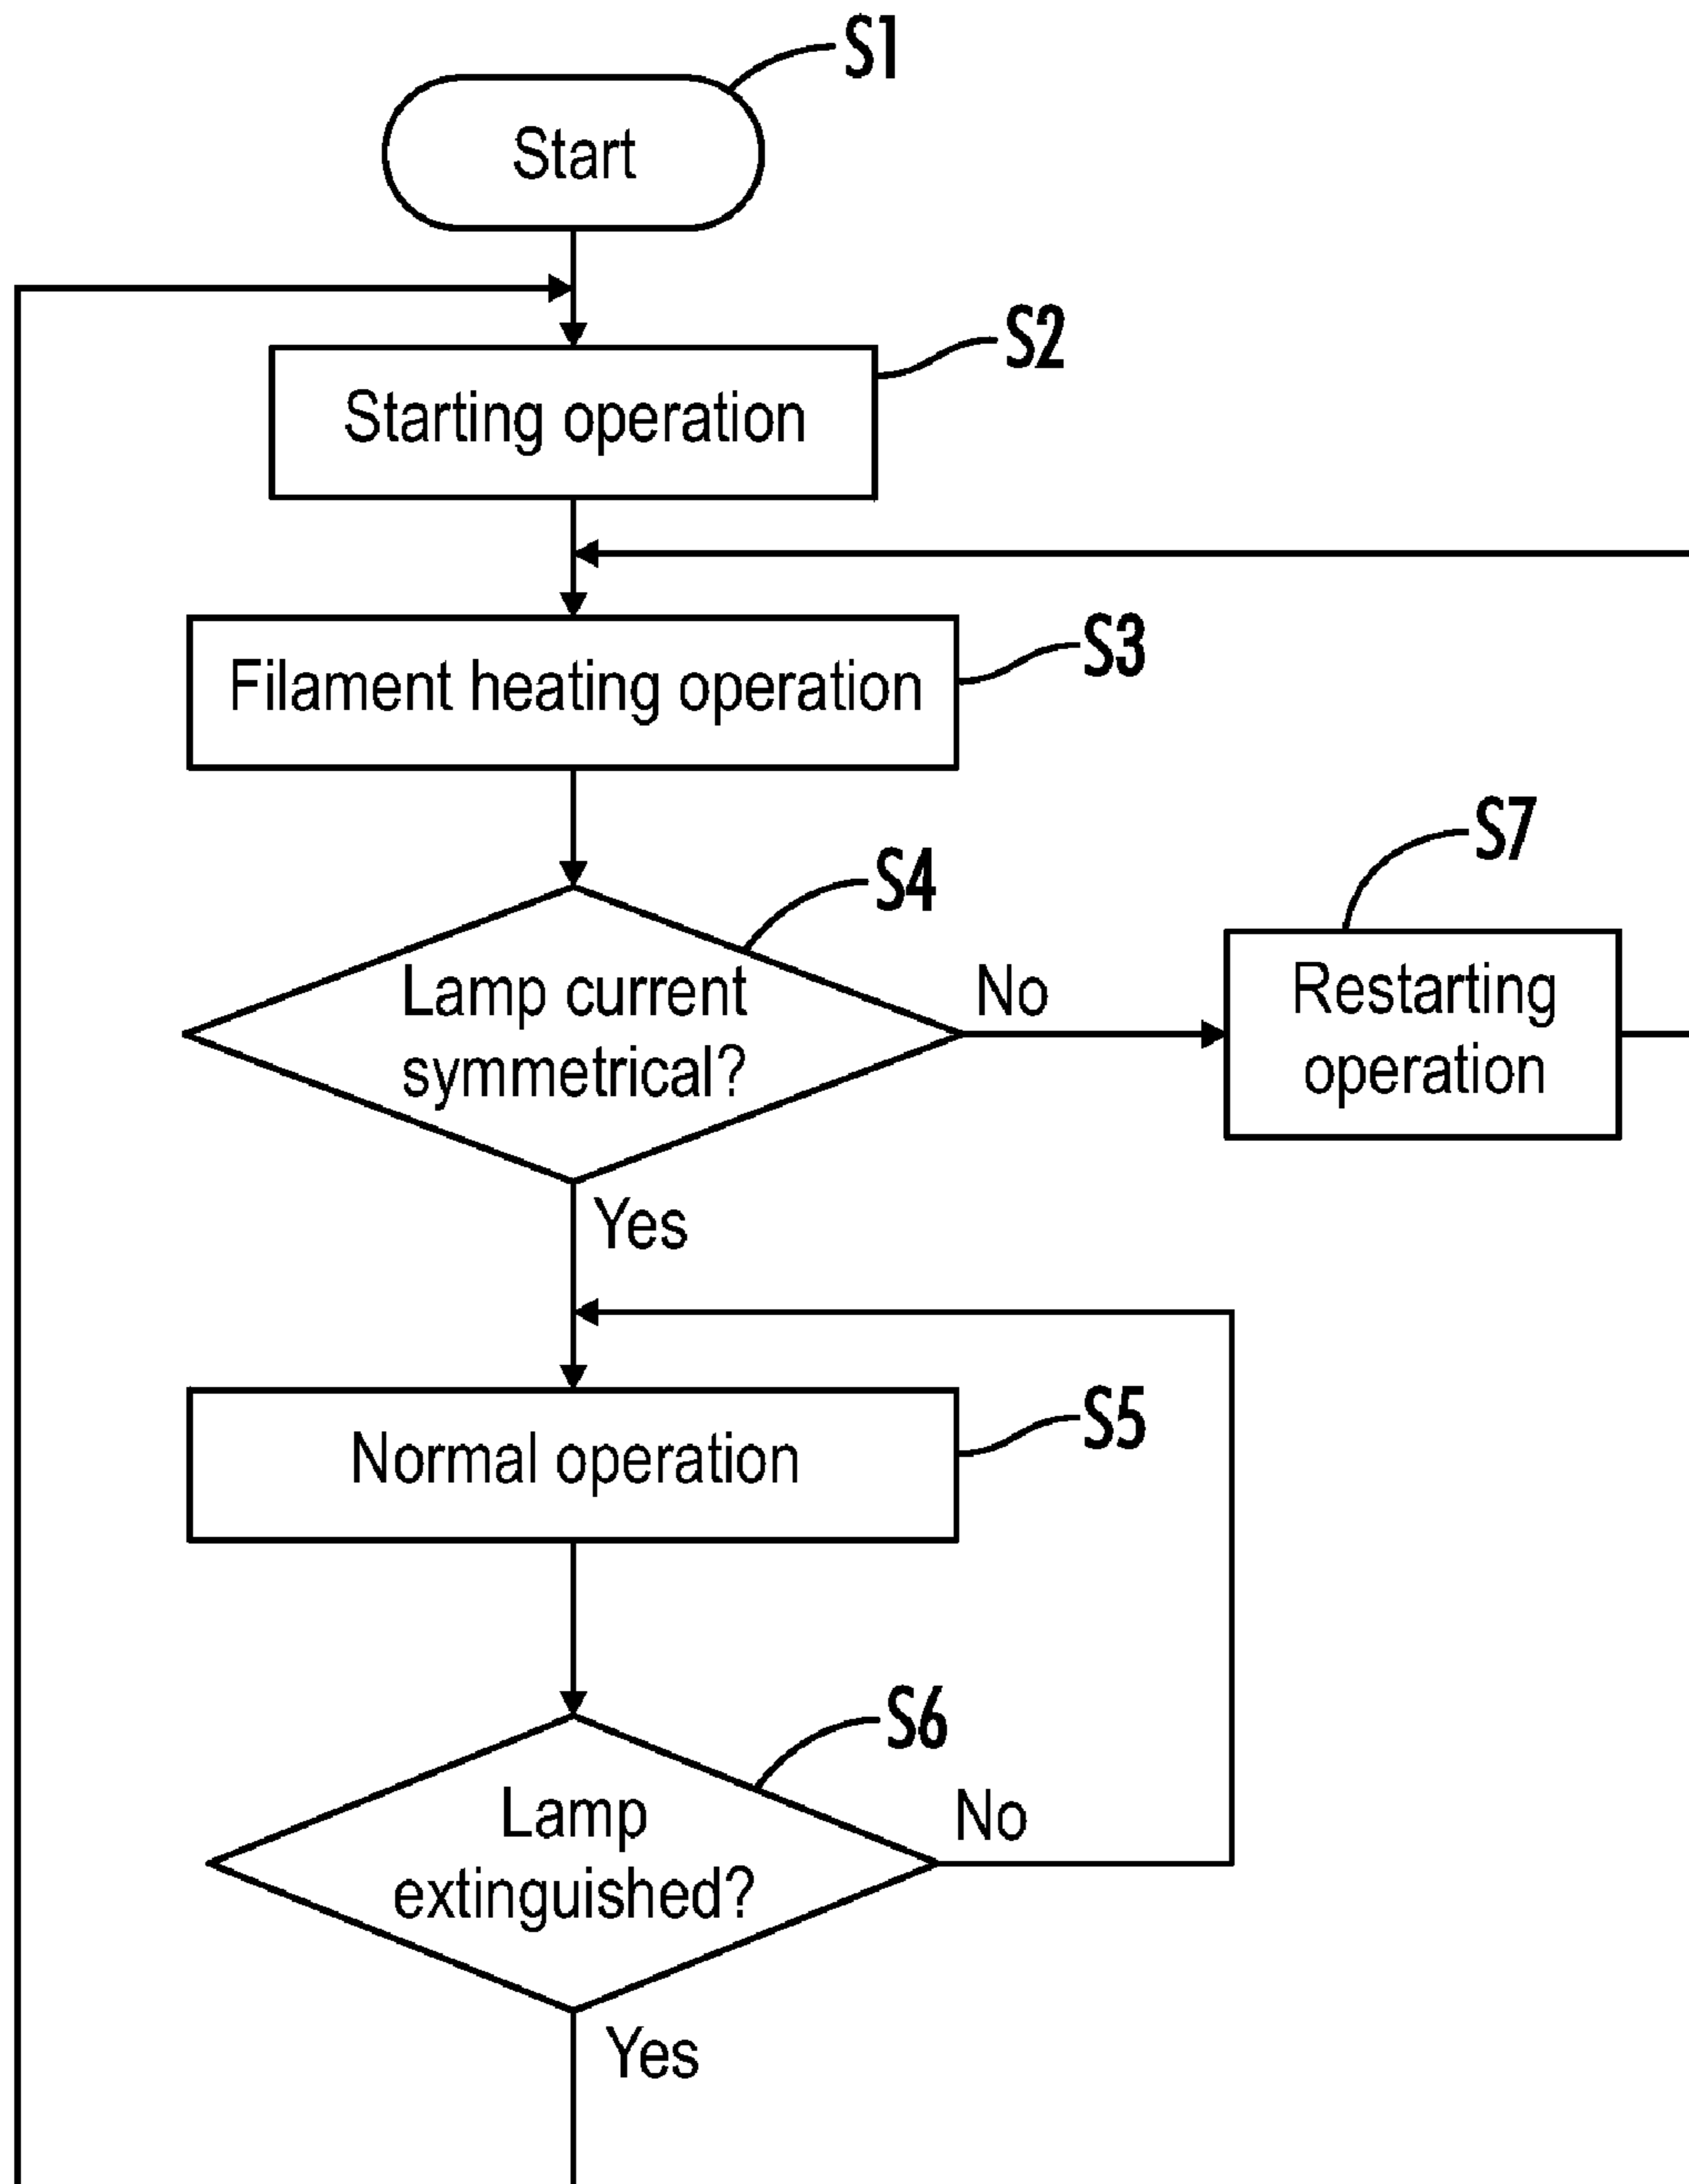 S1
Start
S2
Starting operation
S3
Filament heating operation
S4
Lamp current
symmetrical?
No
S7
Restarting
operation
Yes
S5
Normal operation
S6
Lamp
extinguished?
No
Yes